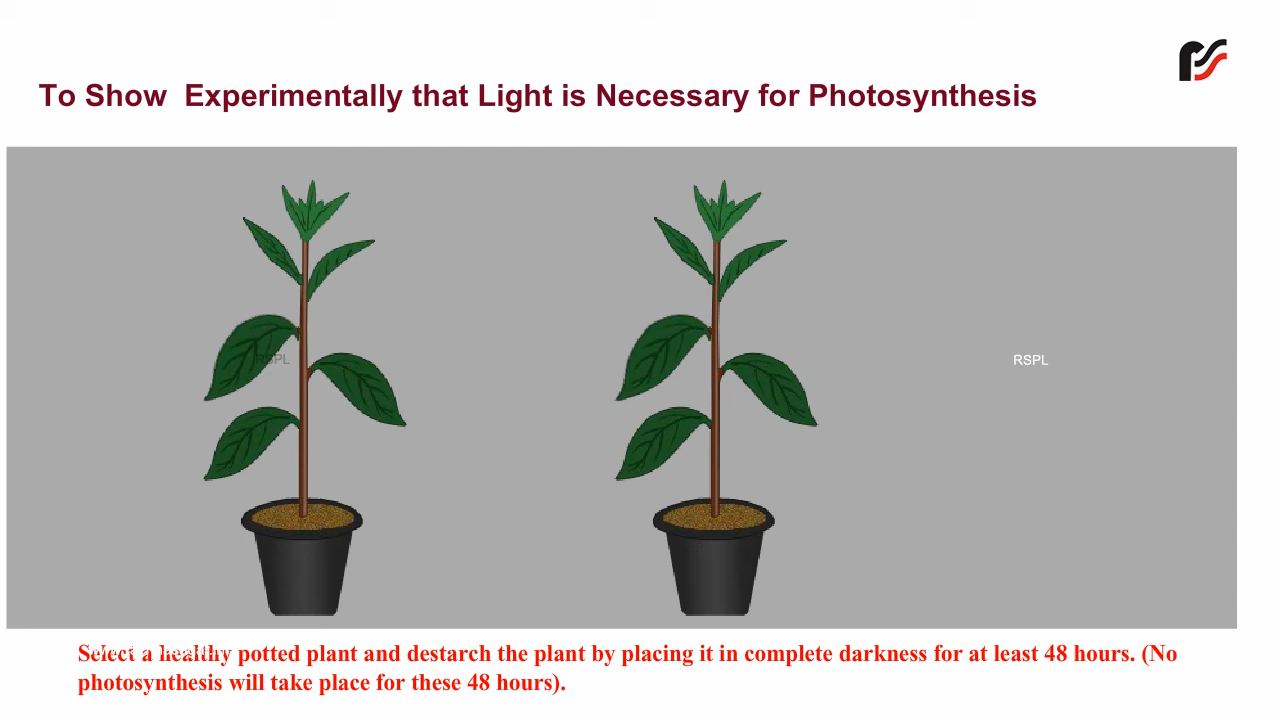 To Show Experimentally that Light is Necessary for Photosynthesis
RSPL
RSPL
Select a healthy potted plant and destarch the plant by placing it in complete darkness for at least 48 hours. (No
photosynthesis will take place for these 48 hours).